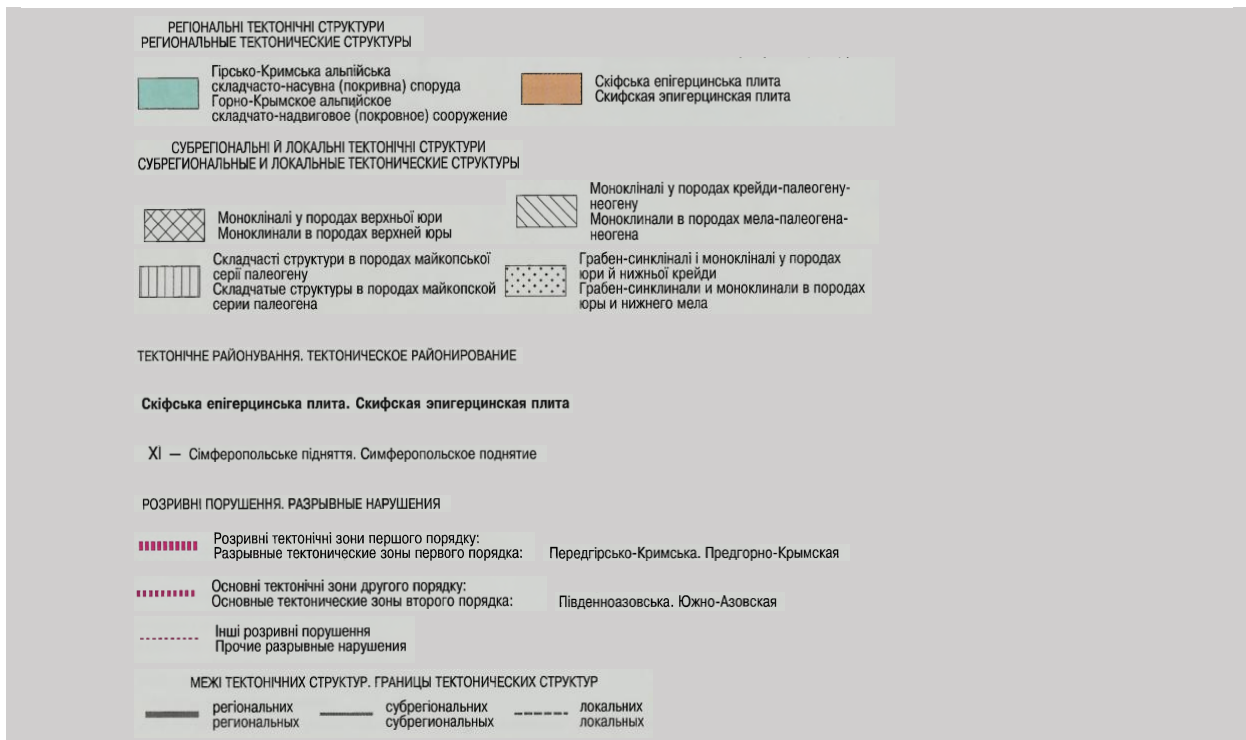 РЕГІОНАЛЬНІ ТЕКТОНІЧНІ СТРУКТУРИ
РЕГИОНАЛЬНЫЕ ТЕКТОНИЧЕСКИЕ СТРУКТУРЫ
Гірсько-Кримська альпійська
складчасто-насувна (покривна) споруда
Горно-Крымское альпийское
складчато-надвиговое (покровное) сооружение
Скіфська епігерцинська плита
Скифская эпигерцинская плита
СУБРЕГІОНАЛЬНІ Й ЛОКАЛЬНІ ТЕКТОНІЧНІ СТРУКТУРИ
СУБРЕГИОНАЛЬНЫЕ И ЛОКАЛЬНЫЕ ТЕКТОНИЧЕСКИЕ СТРУКТУРЫ
Монокліналі у породах верхньої юри
Моноклинали в породах верхней юры
Монокліналі у породах крейди-палеогену-
неогену
Моноклинали в породах мела-палеогена-
неогена
Складчасті структури в породах майкопської
серії палеогену
Складчатые структуры в породах майкопской
серии палеогена
Грабен-синкліналі і монокліналі у породах
юри й нижньої крейди
Грабен-синклинали и моноклинали в породах
юры и нижнего мела
ТЕКТОНІЧНЕ РАЙОНУВАННЯ. ТЕКТОНИЧЕСКОЕ РАЙОНИРОВАНИЕ
Скіфська епігерцинська плита. Скифская эпигерцинская плита
XI — Сімферопольське підняття. Симферопольское поднятие
РОЗРИВНІ ПОРУШЕННЯ. РАЗРЫВНЫЕ НАРУШЕНИЯ
Розривні тектонічні зони першого порядку:
Разрывные тектонические зоны первого порядка:
Передгірсько-Кримська. Предгорно-Крымская
Основні тектонічні зони другого порядку:
Основные тектонические зоны второго порядка:
Південноазовська. Южно-Азовская
Інші розривні порушення
Прочие разрывные нарушения
МЕЖІ ТЕКТОНІЧНИХ СТРУКТУР. ГРАНИЦЫ ТЕКТОНИЧЕСКИХ СТРУКТУР
регіональних
региональных
субрегіональних
субрегиональных
локальних
локальных